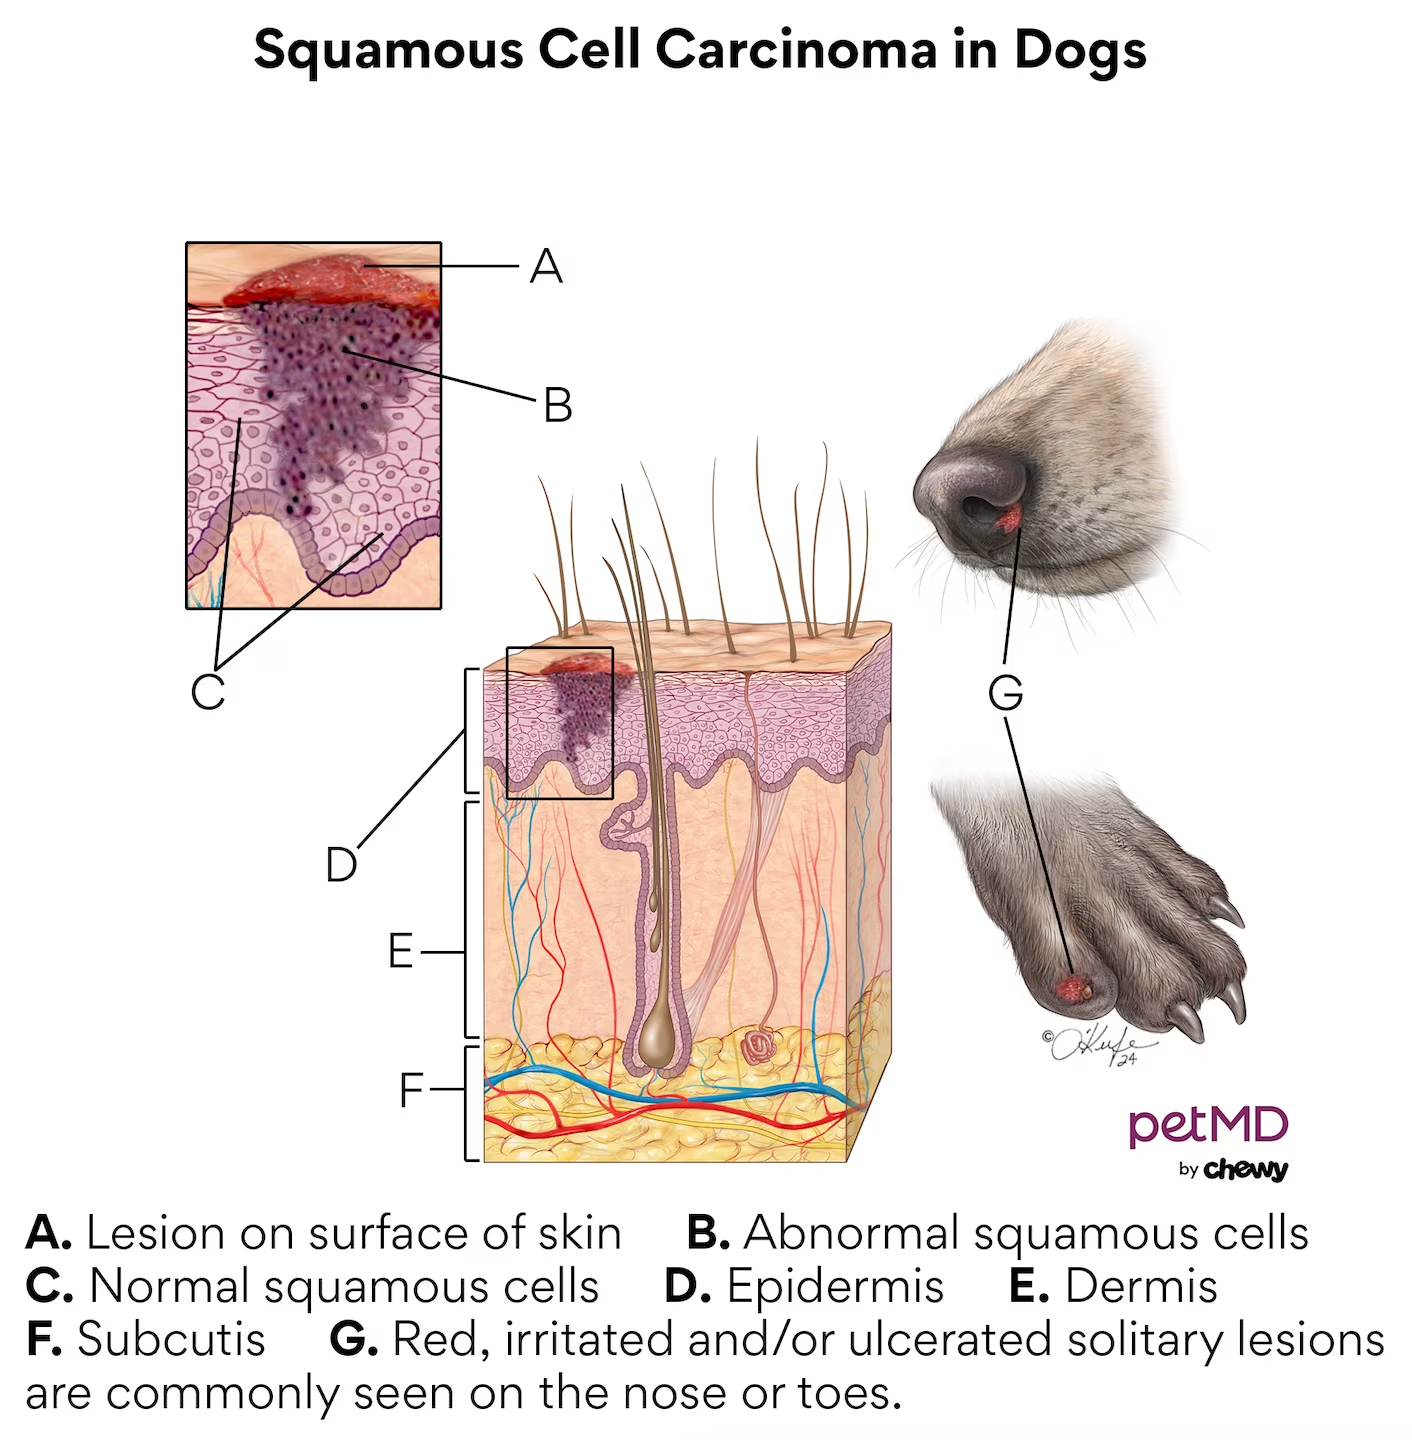 Squamous Cell Carcinoma in Dogs
A
B
C
D
E
F
G
©
'24
petMD
by chewy
A. Lesion on surface of skin B. Abnormal squamous cells
C. Normal squamous cells D. Epidermis E. Dermis
F. Subcutis G. Red, irritated and/or ulcerated solitary lesions
are commonly seen on the nose or toes.